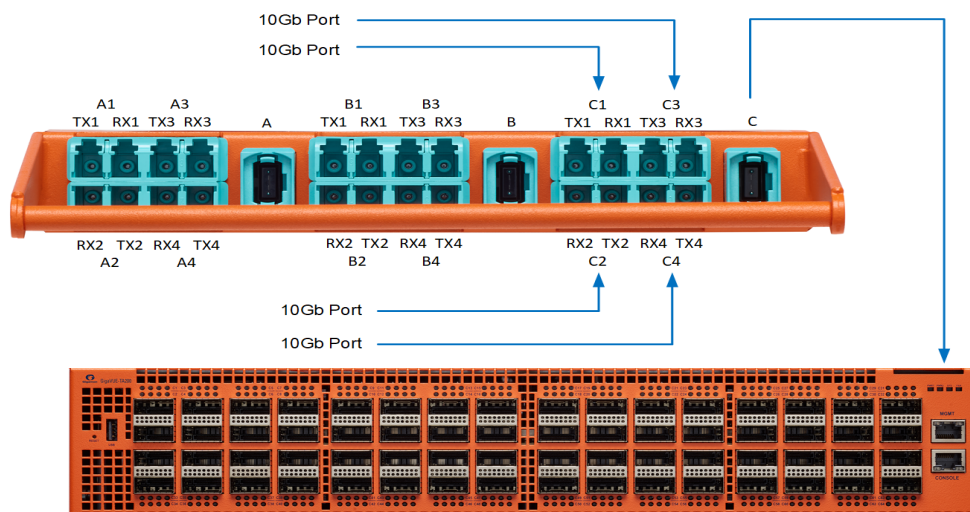 10Gb Port
10Gb Port
A1 A3 B1 B3 C1 C3
TX1 RX1 TX3 RX3 A TX1 RX1 TX3 RX3 B TX1 RX1 TX3 RX3 C
RX2 TX2 RX4 TX4 RX2 TX2 RX4 TX4 RX2 TX2 RX4 TX4
A2 A4 B2 B4 C2 C4
10Gb Port
10Gb Port
MGMT
CONSOLE